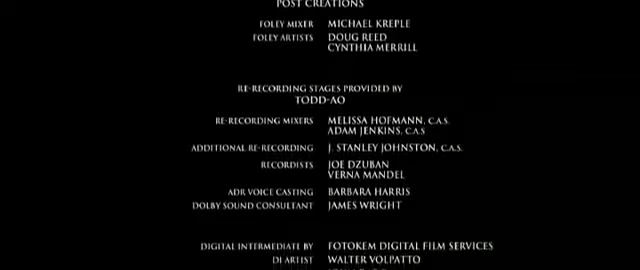 POST CREATIONS
FOLEY MIXER MICHAEL KREPLE
FOLEY ARTISTS DOUG REED
CYNTHIA MERRILL
RE-RECORDING STAGES PROVIDED BY
TODD-AO
RE-RECORDING MIXERS MELISSA HOFMANN, C.A.S.
ADAM JENKINS, C.A.S
ADDITIONAL RE-RECORDING J. STANLEY JOHNSTON, C.A.S.
RECORDISTS JOE DZUBAN
VERNA MANDEL
ADR VOICE CASTING BARBARA HARRIS
DOLBY SOUND CONSULTANT JAMES WRIGHT
DIGITAL INTERMEDIATE BY FOTOKEM DIGITAL FILM SERVICES
DI ARTIST WALTER VOLPATTO